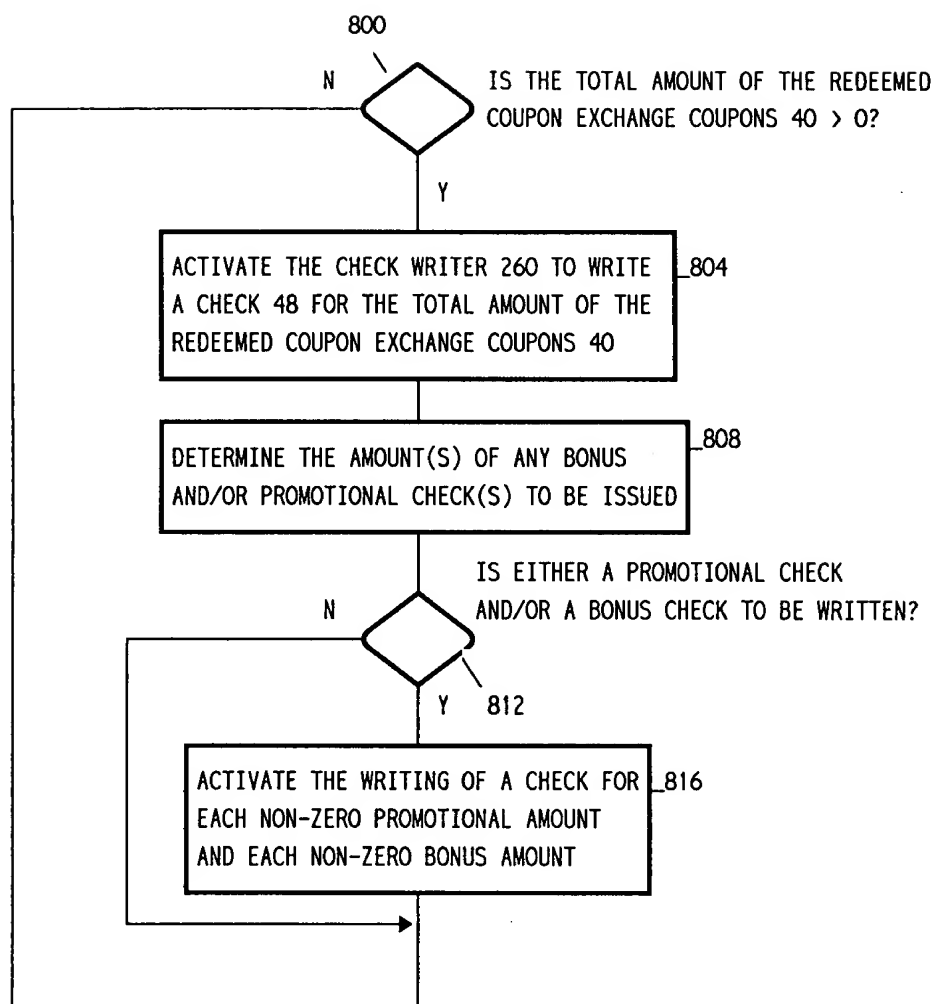 800
N
IS THE TOTAL AMOUNT OF THE REDEEMED
COUPON EXCHANGE COUPONS 40 > 0?
Y
ACTIVATE THE CHECK WRITER 260 TO WRITE
A CHECK 48 FOR THE TOTAL AMOUNT OF THE
REDEEMED COUPON EXCHANGE COUPONS 40
804
DETERMINE THE AMOUNT(S) OF ANY BONUS
AND/OR PROMOTIONAL CHECK(S) TO BE ISSUED
808
IS EITHER A PROMOTIONAL CHECK
AND/OR A BONUS CHECK TO BE WRITTEN?
N
Y
812
ACTIVATE THE WRITING OF A CHECK FOR
EACH NON-ZERO PROMOTIONAL AMOUNT
AND EACH NON-ZERO BONUS AMOUNT
816